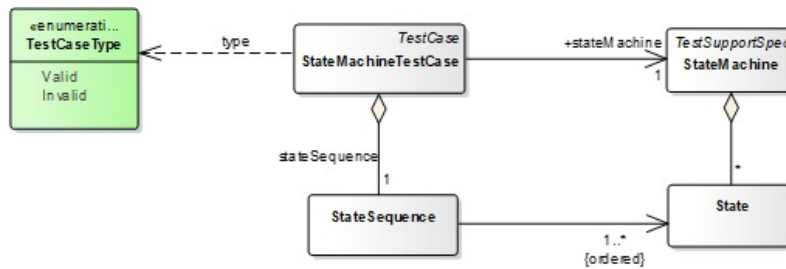 «enumerati...
TestCaseType
Valid
Invalid
type
TestCase
StateMachineTestCase
+stateMachine
1
TestSupportSpec
StateMachine
stateSequence
1
*
StateSequence
1..*
{ordered}
State